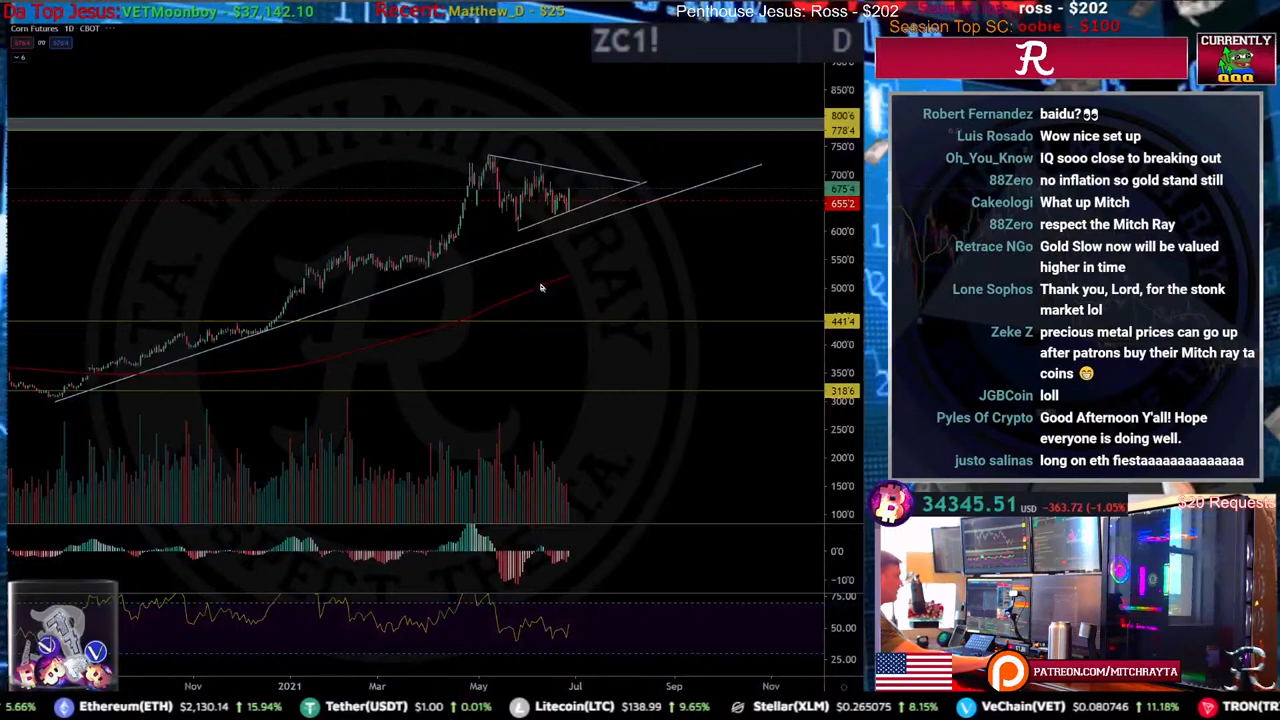 Da Top Jesus:VETMoonboy - $37,142.10
Recent: Matthew_D - $25
Penthouse Jesus: Ross - $202
ross - $202
Session Top SC: oobie - $100
Corn Futures 1D CBOT
ZC1! D
CURRENTLY
R
850'0
800'6
778'4
750'0
700'0
675'4
655'2
600'0
550'0
500'0
441'4
400'0
350'0
318'6
300'0
250'0
200'0
150'0
100'0
0'0
-10'0
75.00
50.00
25.00
Nov 2021 Mar May Jul Sep Nov
Robert Fernandez baidu?👀
Luis Rosado Wow nice set up
Oh_You_Know IQ sooo close to breaking out
88Zero no inflation so gold stand still
Cakeologi What up Mitch
88Zero respect the Mitch Ray
Retrace NGo Gold Slow now will be valued
higher in time
Lone Sophos Thank you, Lord, for the stonk
market lol
Zeke Z precious metal prices can go up
after patrons buy their Mitch ray ta
coins 😁
JGBCoin loll
Pyles Of Crypto Good Afternoon Y'all! Hope
everyone is doing well.
justo salinas long on eth fiestaaaaaaaaaaaaaa
34345.51 USD -363.72 (-1.05%)
$20 Requests
PATREON.COM/MITCHRAYTA
5.66% Ethereum(ETH) $2,130.14 15.94% Tether(USDT) $1.00 0.01% Litecoin(LTC) $138.99 9.65% Stellar(XLM) $0.265075 8.15% VeChain(VET) $0.080746 11.18% TRON(TR